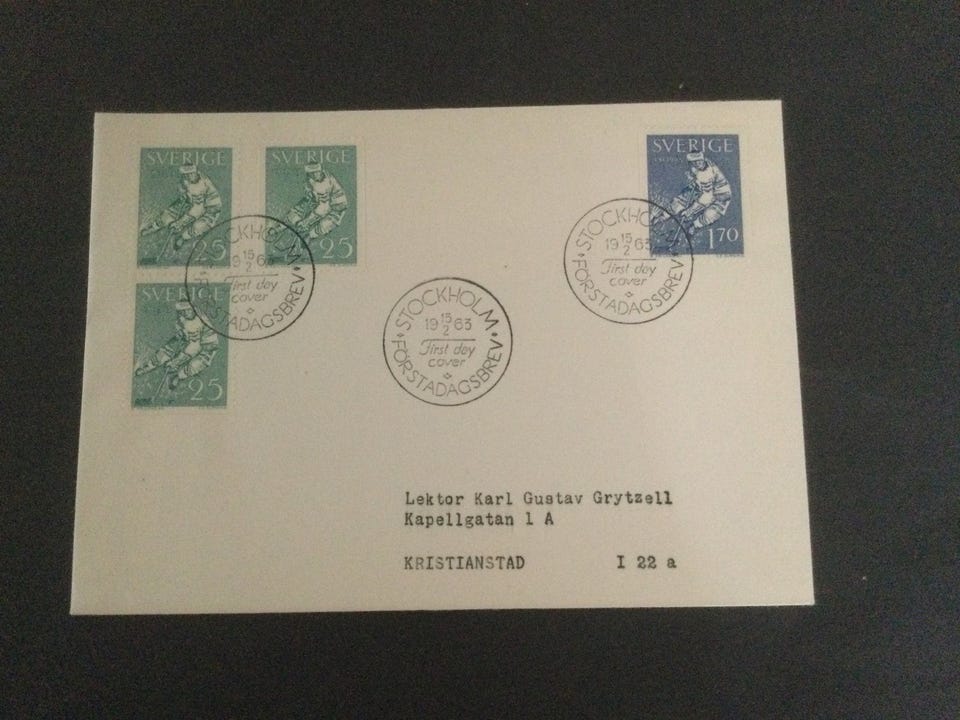 SVERIGE
25
SVERIGE
25
SVERIGE
1.70
SVERIGE
25
STOCKHOLM
19 15/2 63
First day
cover
FÖRSTADAGSBREV
STOCKHOLM
19 15/2 63
First day
cover
FÖRSTADAGSBREV
STOCKHOLM
19 15/2 63
First day
cover
FÖRSTADAGSBREV
Lektor Karl Gustav Grytzell
Kapellgatan 1 A
KRISTIANSTAD I 22 a